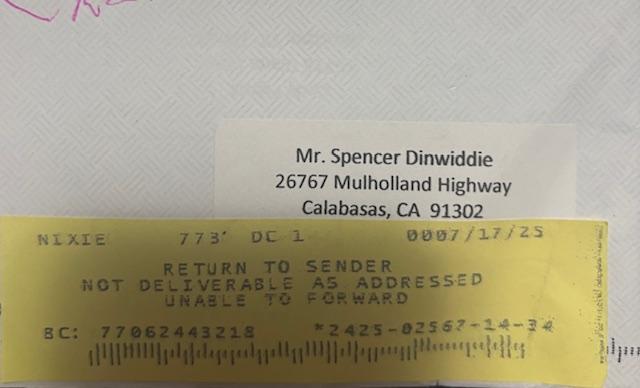 Mr. Spencer Dinwiddie
26767 Mulholland Highway
Calabasas, CA 91302
NIXIE 773 DC 1 0007/17/25
RETURN TO SENDER
NOT DELIVERABLE AS ADDRESSED
UNABLE TO FORWARD
BC: 77062443218 *2425-02567-14-34